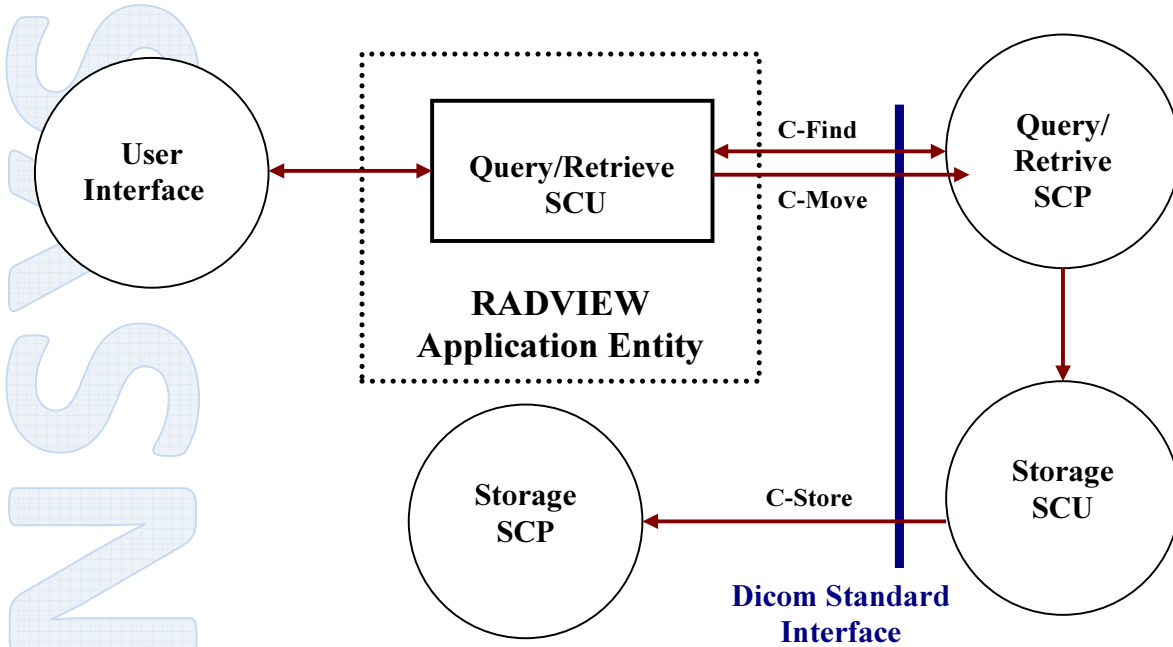 User
Interface
Query/Retrieve
SCU
RADVIEW
Application Entity
C-Find
C-Move
Query/
Retrive
SCP
Storage
SCP
C-Store
Storage
SCU
Dicom Standard
Interface
NSYS